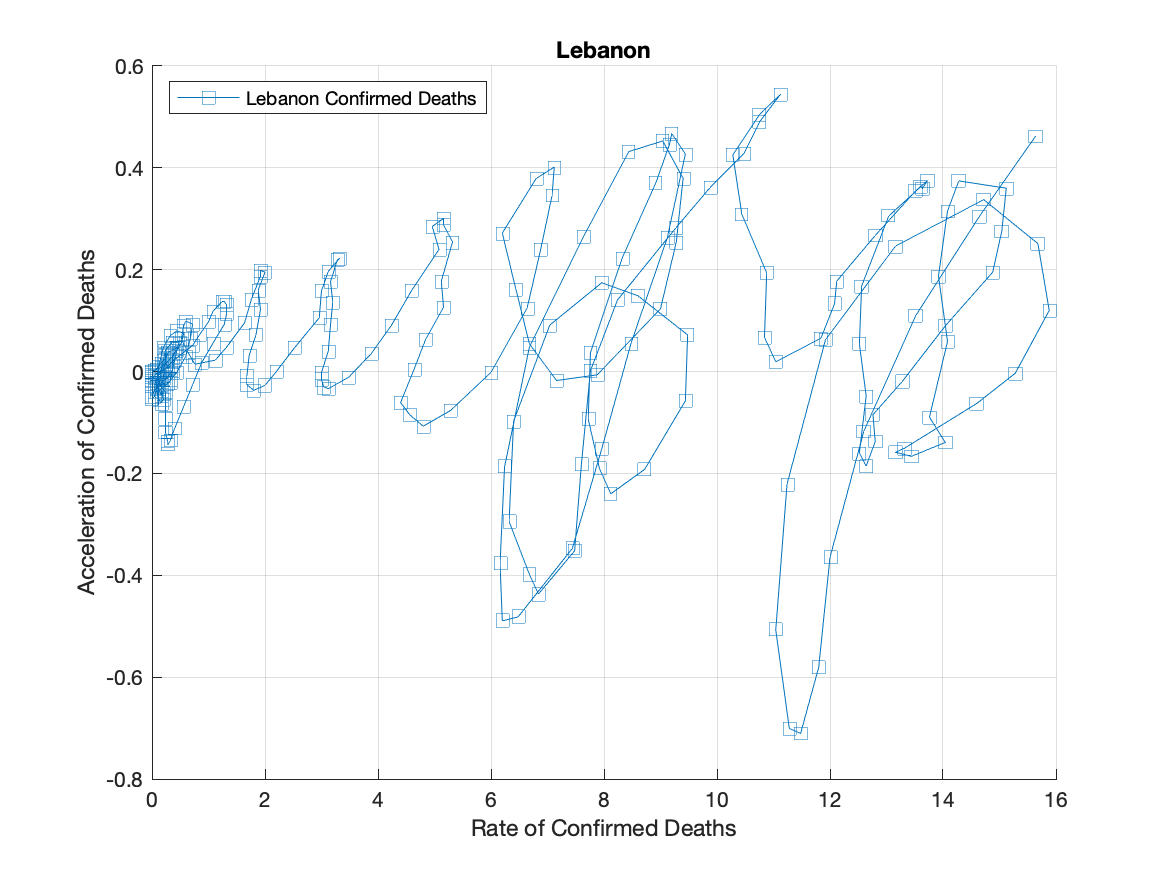 Lebanon
Lebanon Confirmed Deaths
0.6
0.4
0.2
0
-0.2
-0.4
-0.6
-0.8
0 2 4 6 8 10 12 14 16
Acceleration of Confirmed Deaths
Rate of Confirmed Deaths